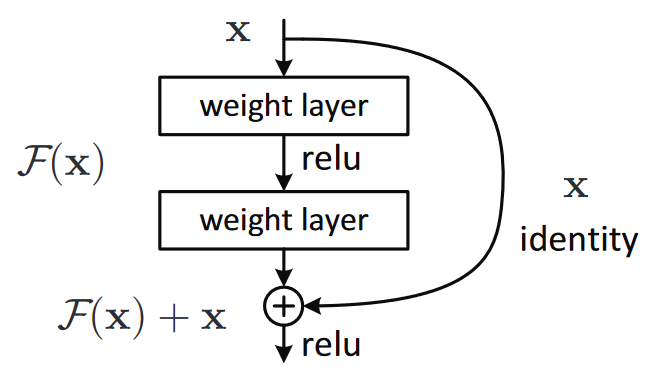 x
weight layer
relu
F(x)
x
weight layer
identity
F(x) + x
+
relu